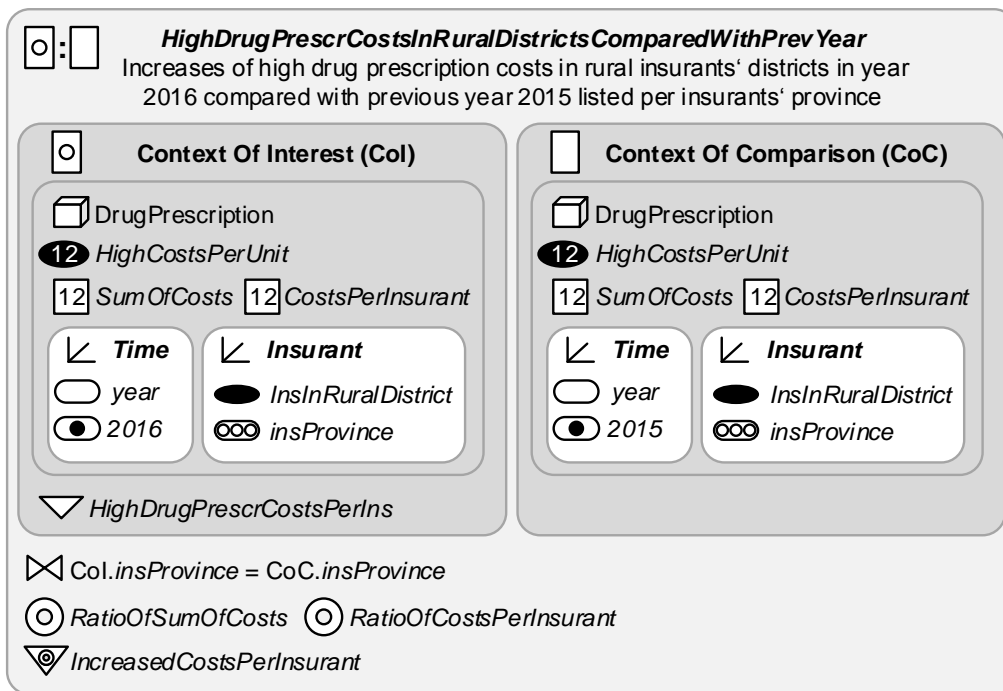 HighDrugPrescrCostsInRuralDistrictsComparedWithPrevYear
Increases of high drug prescription costs in rural insurants‘ districts in year
2016 compared with previous year 2015 listed per insurants‘ province
Context Of Interest (CoI)
DrugPrescription
12 HighCostsPerUnit
12 SumOfCosts 12 CostsPerInsurant
Time
year
2016
Insurant
InsInRuralDistrict
insProvince
HighDrugPrescrCostsPerIns
Context Of Comparison (CoC)
DrugPrescription
12 HighCostsPerUnit
12 SumOfCosts 12 CostsPerInsurant
Time
year
2015
Insurant
InsInRuralDistrict
insProvince
CoI.insProvince = CoC.insProvince
RatioOfSumOfCosts RatioOfCostsPerInsurant
IncreasedCostsPerInsurant